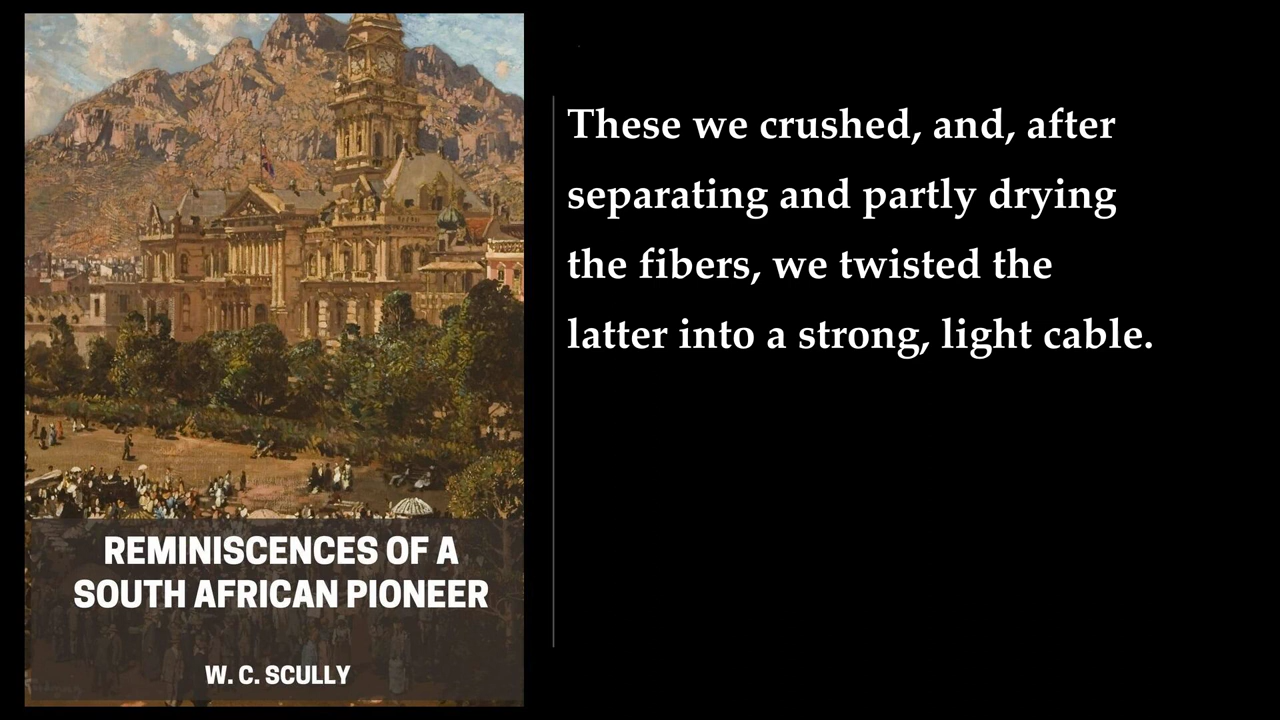 These we crushed, and, after
separating and partly drying
the fibers, we twisted the
latter into a strong, light cable.
REMINISCENCES OF A
SOUTH AFRICAN PIONEER
W. C. SCULLY